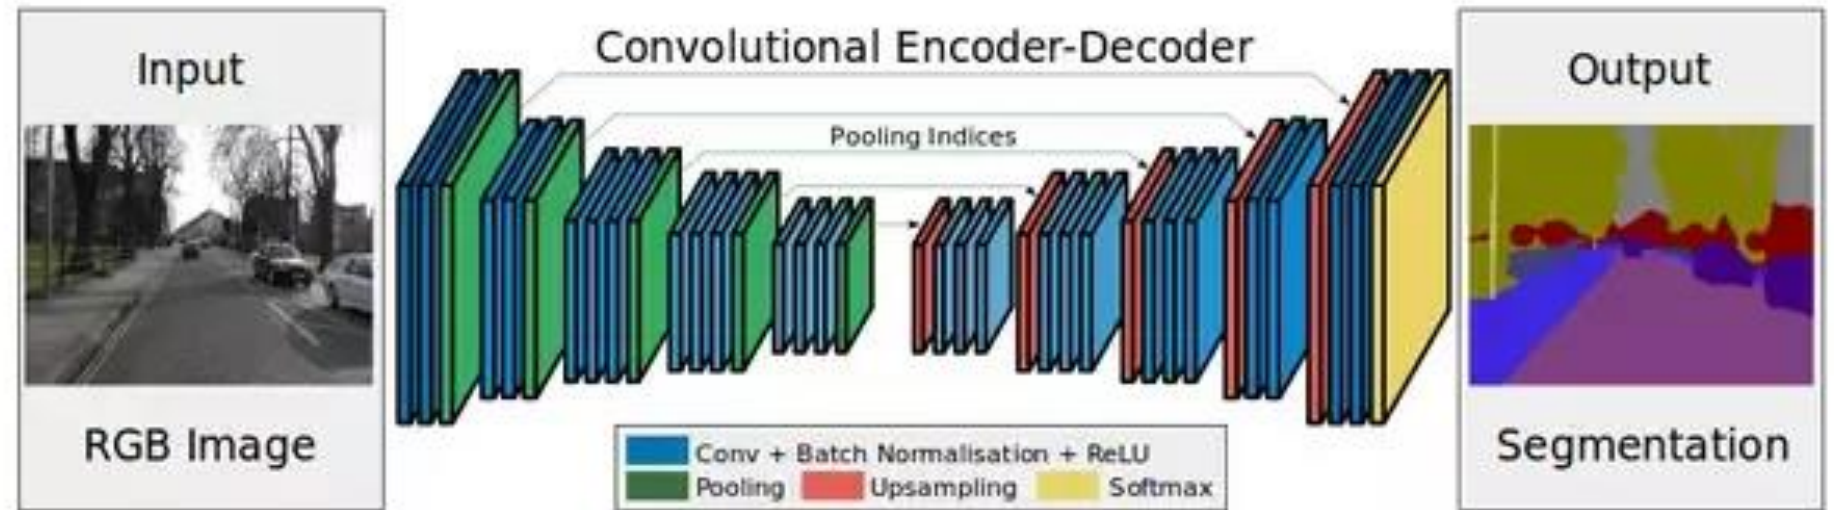 Input
RGB Image
Convolutional Encoder-Decoder
Pooling Indices
Conv + Batch Normalisation + ReLU
Pooling
Upsampling
Softmax
Output
Segmentation